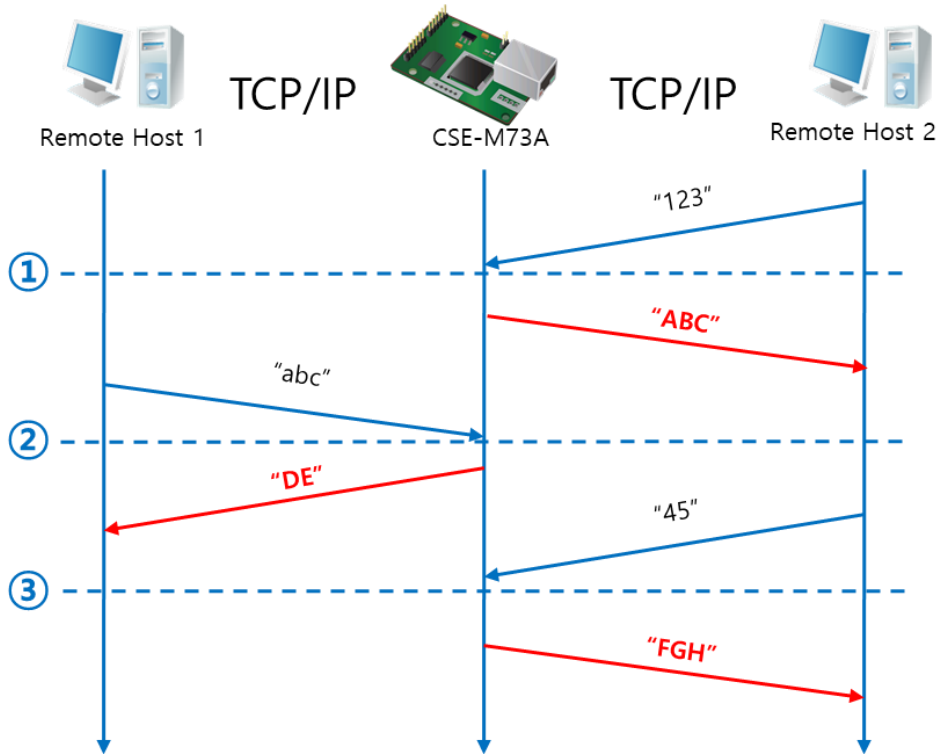 TCP/IP
TCP/IP
Remote Host 1
CSE-M73A
Remote Host 2
“123”
①
“ABC”
“abc”
②
“DE”
“45”
③
“FGH”